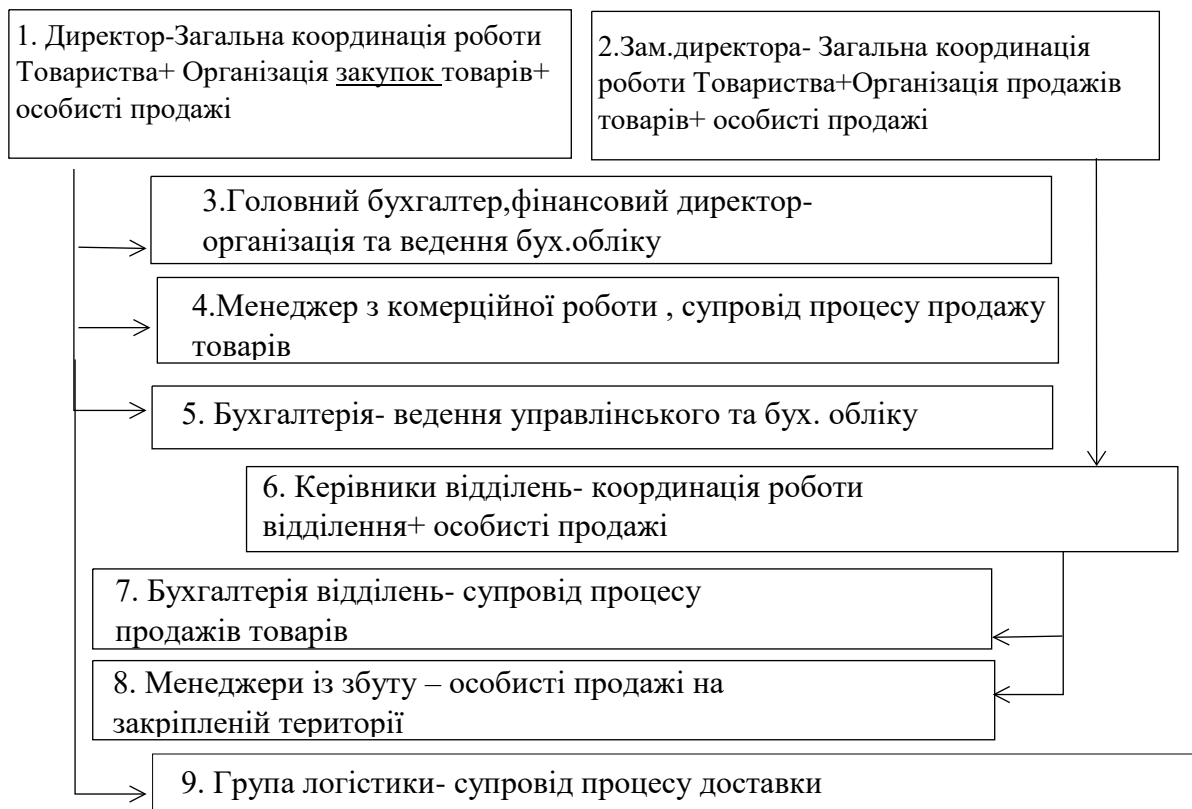 1. Директор-Загальна координація роботи
Товариства+ Організація закупок товарів+
особисті продажі
2.Зам.директора- Загальна координація
роботи Товариства+Організація продажів
товарів+ особисті продажі
3.Головний бухгалтер,фінансовий директор-
організація та ведення бух.обліку
4.Менеджер з комерційної роботи , супровід процесу продажу
товарів
5. Бухгалтерія- ведення управлінського та бух. обліку
6. Керівники відділень- координація роботи
відділення+ особисті продажі
7. Бухгалтерія відділень- супровід процесу
продажів товарів
8. Менеджери із збуту – особисті продажі на
закріпленій території
9. Група логістики- супровід процесу доставки